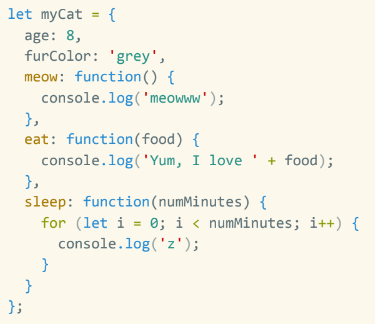 let myCat = {
  age: 8,
  furColor: 'grey',
  meow: function() {
    console.log('meowww');
  },
  eat: function(food) {
    console.log('Yum, I love ' + food);
  },
  sleep: function(numMinutes) {
    for (let i = 0; i < numMinutes; i++) {
      console.log('z');
    }
  }
};